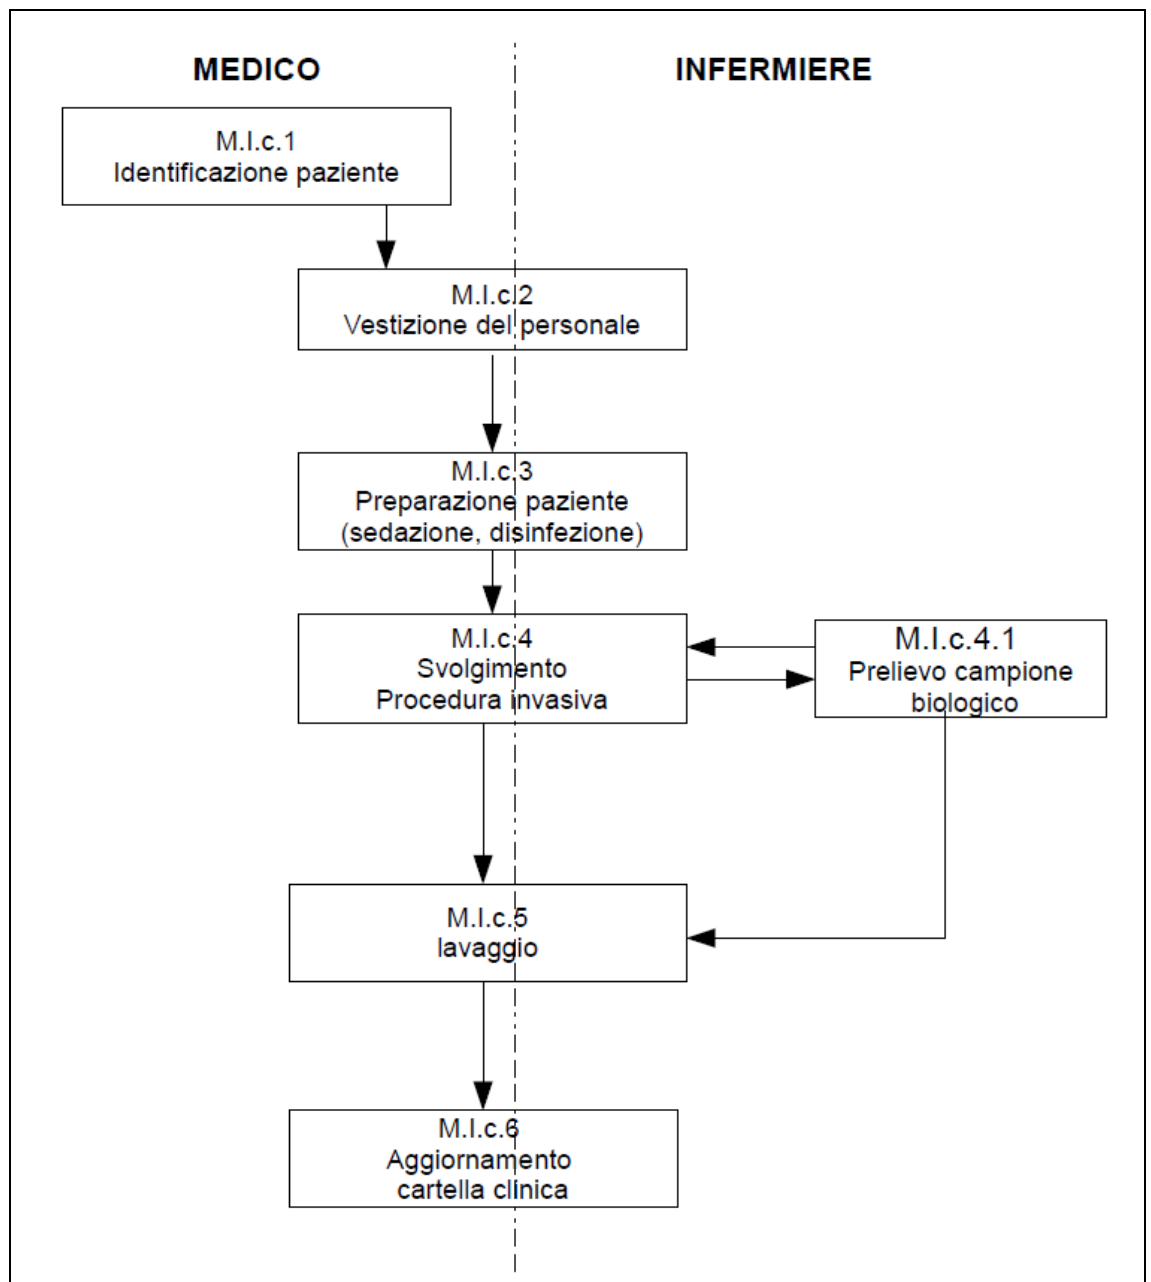 MEDICO
INFERMIERE
M.I.c.1
Identificazione paziente
M.I.c.2
Vestizione del personale
M.I.c.3
Preparazione paziente
(sedazione, disinfezione)
M.I.c.4
Svolgimento
Procedura invasiva
M.I.c.4.1
Prelievo campione
biologico
M.I.c.5
lavaggio
M.I.c.6
Aggiornamento
cartella clinica